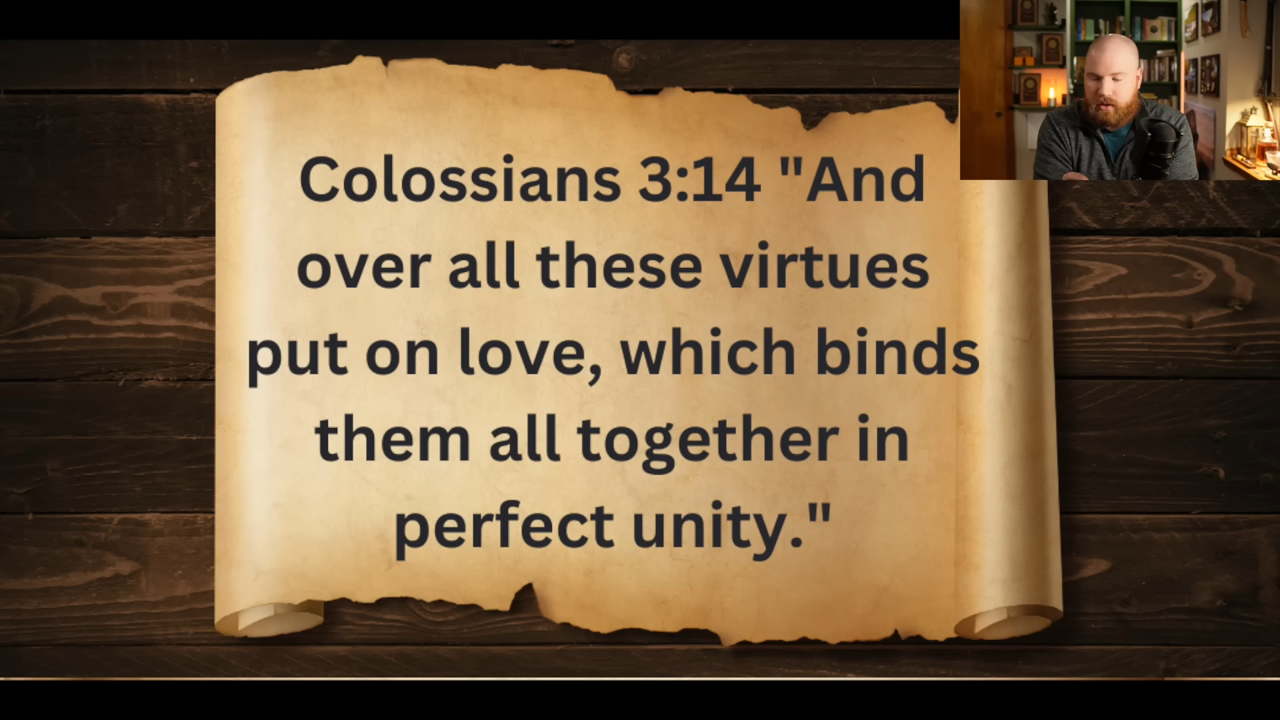 Colossians 3:14 "And
over all these virtues
put on love, which binds
them all together in
perfect unity."